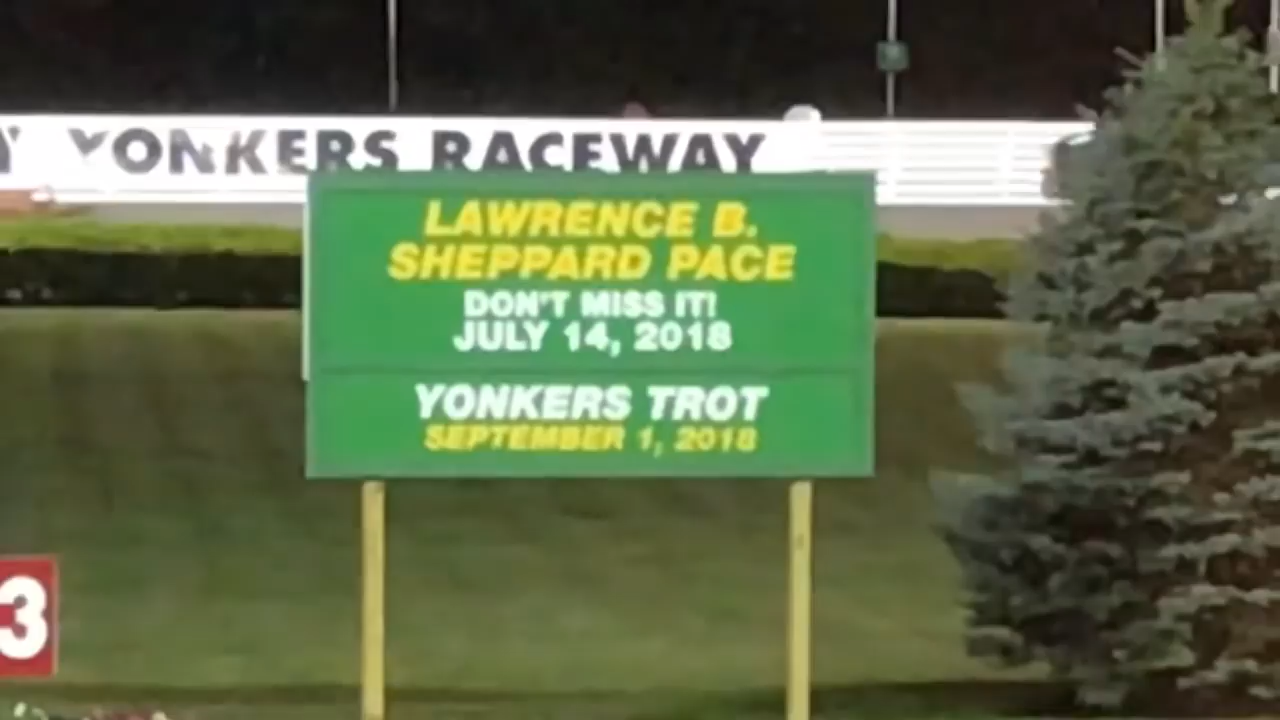 Y YONKERS RACEWAY
LAWRENCE B.
SHEPPARD PACE
DON'T MISS IT!
JULY 14, 2018
YONKERS TROT
SEPTEMBER 1, 2018
3